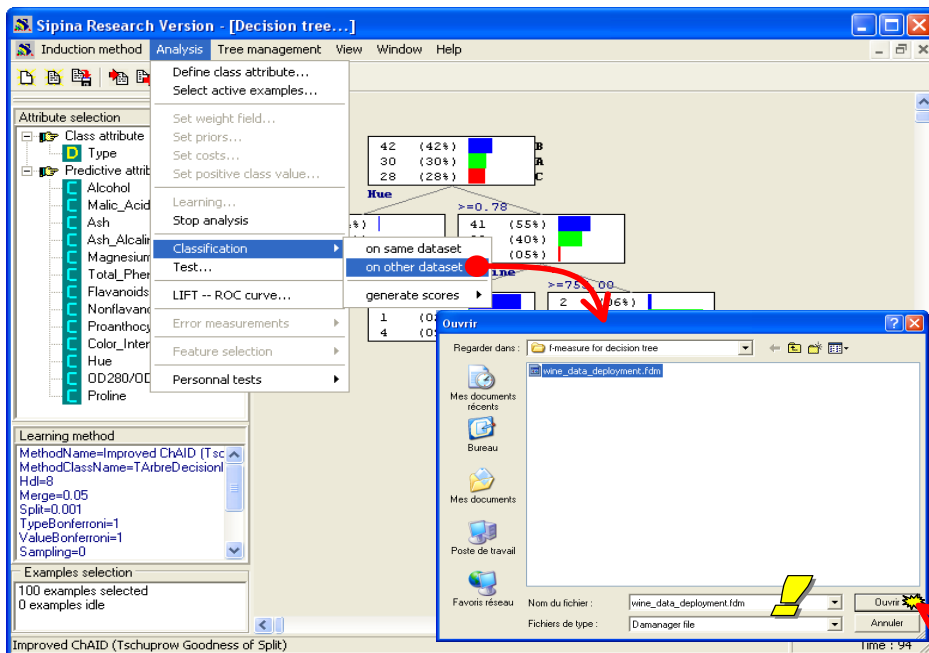 Sipina Research Version - [Decision tree...]
Induction method Analysis Tree management View Window Help
Define class attribute...
Select active examples...
Set weight field...
Set priors...
Set costs...
Set positive class value...
Learning...
Stop analysis
Classification
Test...
LIFT -- ROC curve...
Error measurements
Feature selection
Personnal tests
on same dataset
on other dataset
generate scores
Attribute selection
Class attribute
Type
Predictive attrib
Alcohol
Malic_Acid
Ash
Ash_Alcalin
Magnesium
Total_Phen
Flavanoids
Nonflavano
Proanthocy
Color_Inten
Hue
OD280/OD
Proline
42 (42%) B
30 (30%) A
28 (28%) C
Hue
>=0.78
%)
41 (55%)
(40%)
(05%)
ine
>=755.00
2 (06%)
1 (0
4 (0
Learning method
MethodName=Improved ChAID (Tsc
MethodClassName=TArbreDecisionI
Hdl=8
Merge=0.05
Split=0.001
TypeBonferroni=1
ValueBonferroni=1
Sampling=0
Examples selection
100 examples selected
0 examples idle
Improved ChAID (Tschuprow Goodness of Split)
Time : 94
Ouvrir
Regarder dans :
f-measure for decision tree
wine_data_deployment.fdm
Mes documents
récents
Bureau
Mes documents
Poste de travail
Favoris réseau
Nom du fichier : wine_data_deployment.fdm
Ouvrir
Fichiers de type : Damanager file
Annuler